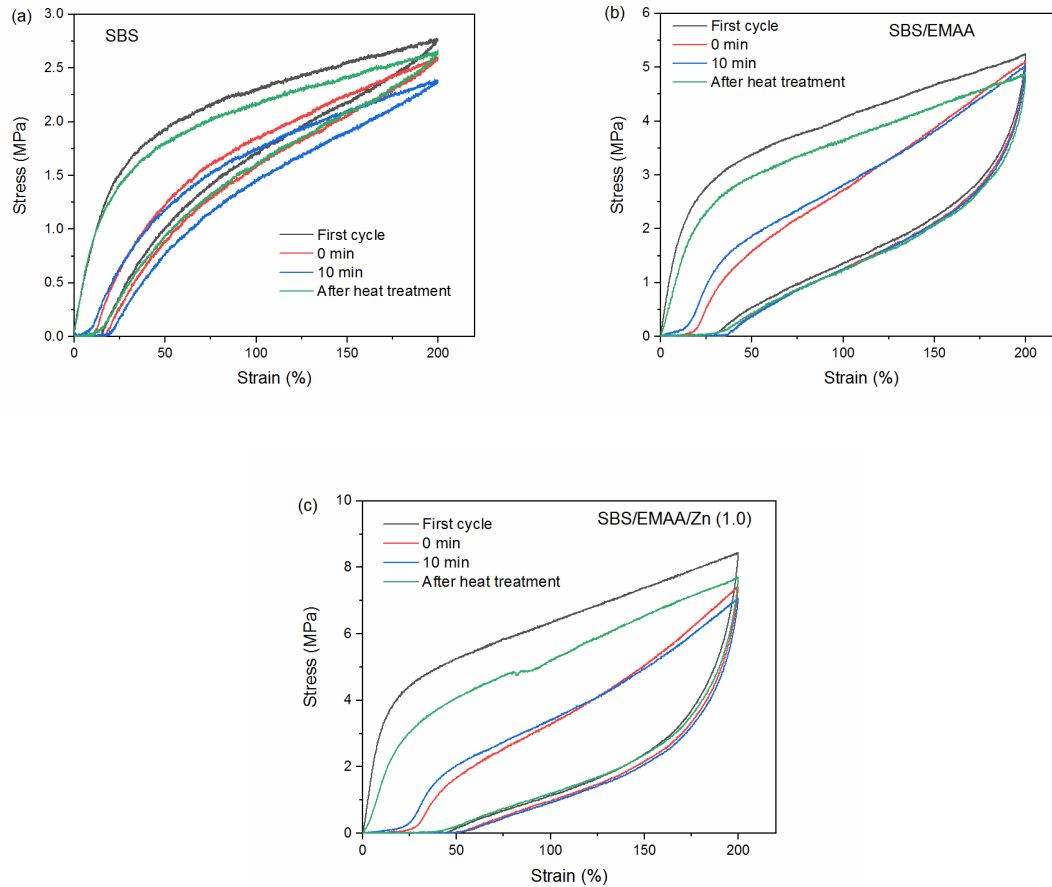 (a)
SBS
3.0
2.5
2.0
1.5
1.0
0.5
0.0
Stress (MPa)
First cycle
0 min
10 min
After heat treatment
0 50 100 150 200
Strain (%)
(b)
SBS/EMAA
First cycle
0 min
10 min
After heat treatment
6
5
4
3
2
1
0
Stress (MPa)
0 50 100 150 200
Strain (%)
(c)
SBS/EMAA/Zn (1.0)
First cycle
0 min
10 min
After heat treatment
10
8
6
4
2
0
Stress (MPa)
0 50 100 150 200
Strain (%)